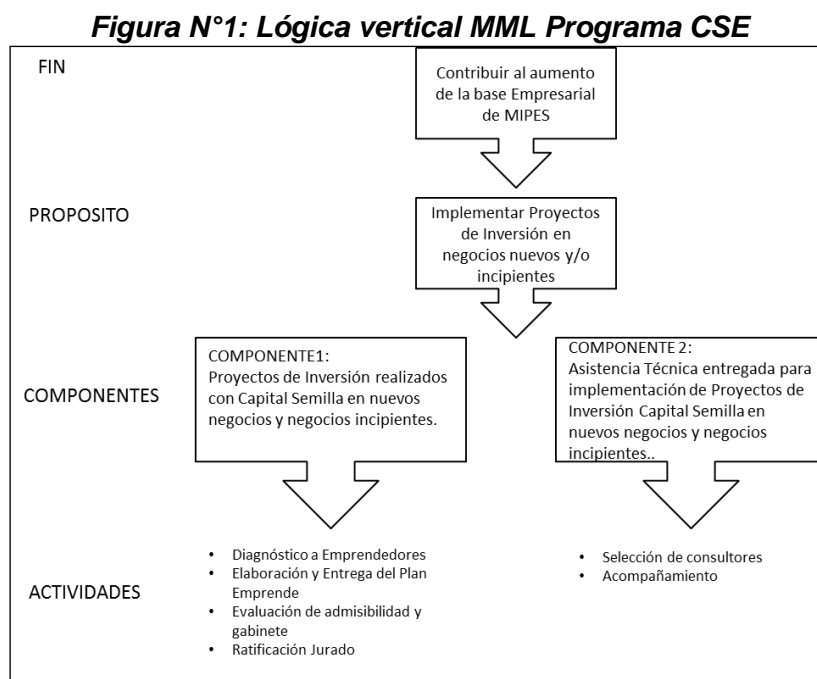 Figura N°1: Lógica vertical MML Programa CSE
FIN
Contribuir al aumento
de la base Empresarial
de MIPES
PROPOSITO
Implementar Proyectos
de Inversión en
negocios nuevos y/o
incipientes
COMPONENTES
COMPONENTE1:
Proyectos de Inversión realizados
con Capital Semilla en nuevos
negocios y negocios incipientes.
COMPONENTE 2:
Asistencia Técnica entregada para
implementación de Proyectos de
Inversión Capital Semilla en
nuevos negocios y negocios
incipientes..
ACTIVIDADES
• Diagnóstico a Emprendedores
• Elaboración y Entrega del Plan
Emprende
• Evaluación de admisibilidad y
gabinete
• Ratificación Jurado
• Selección de consultores
• Acompañamiento